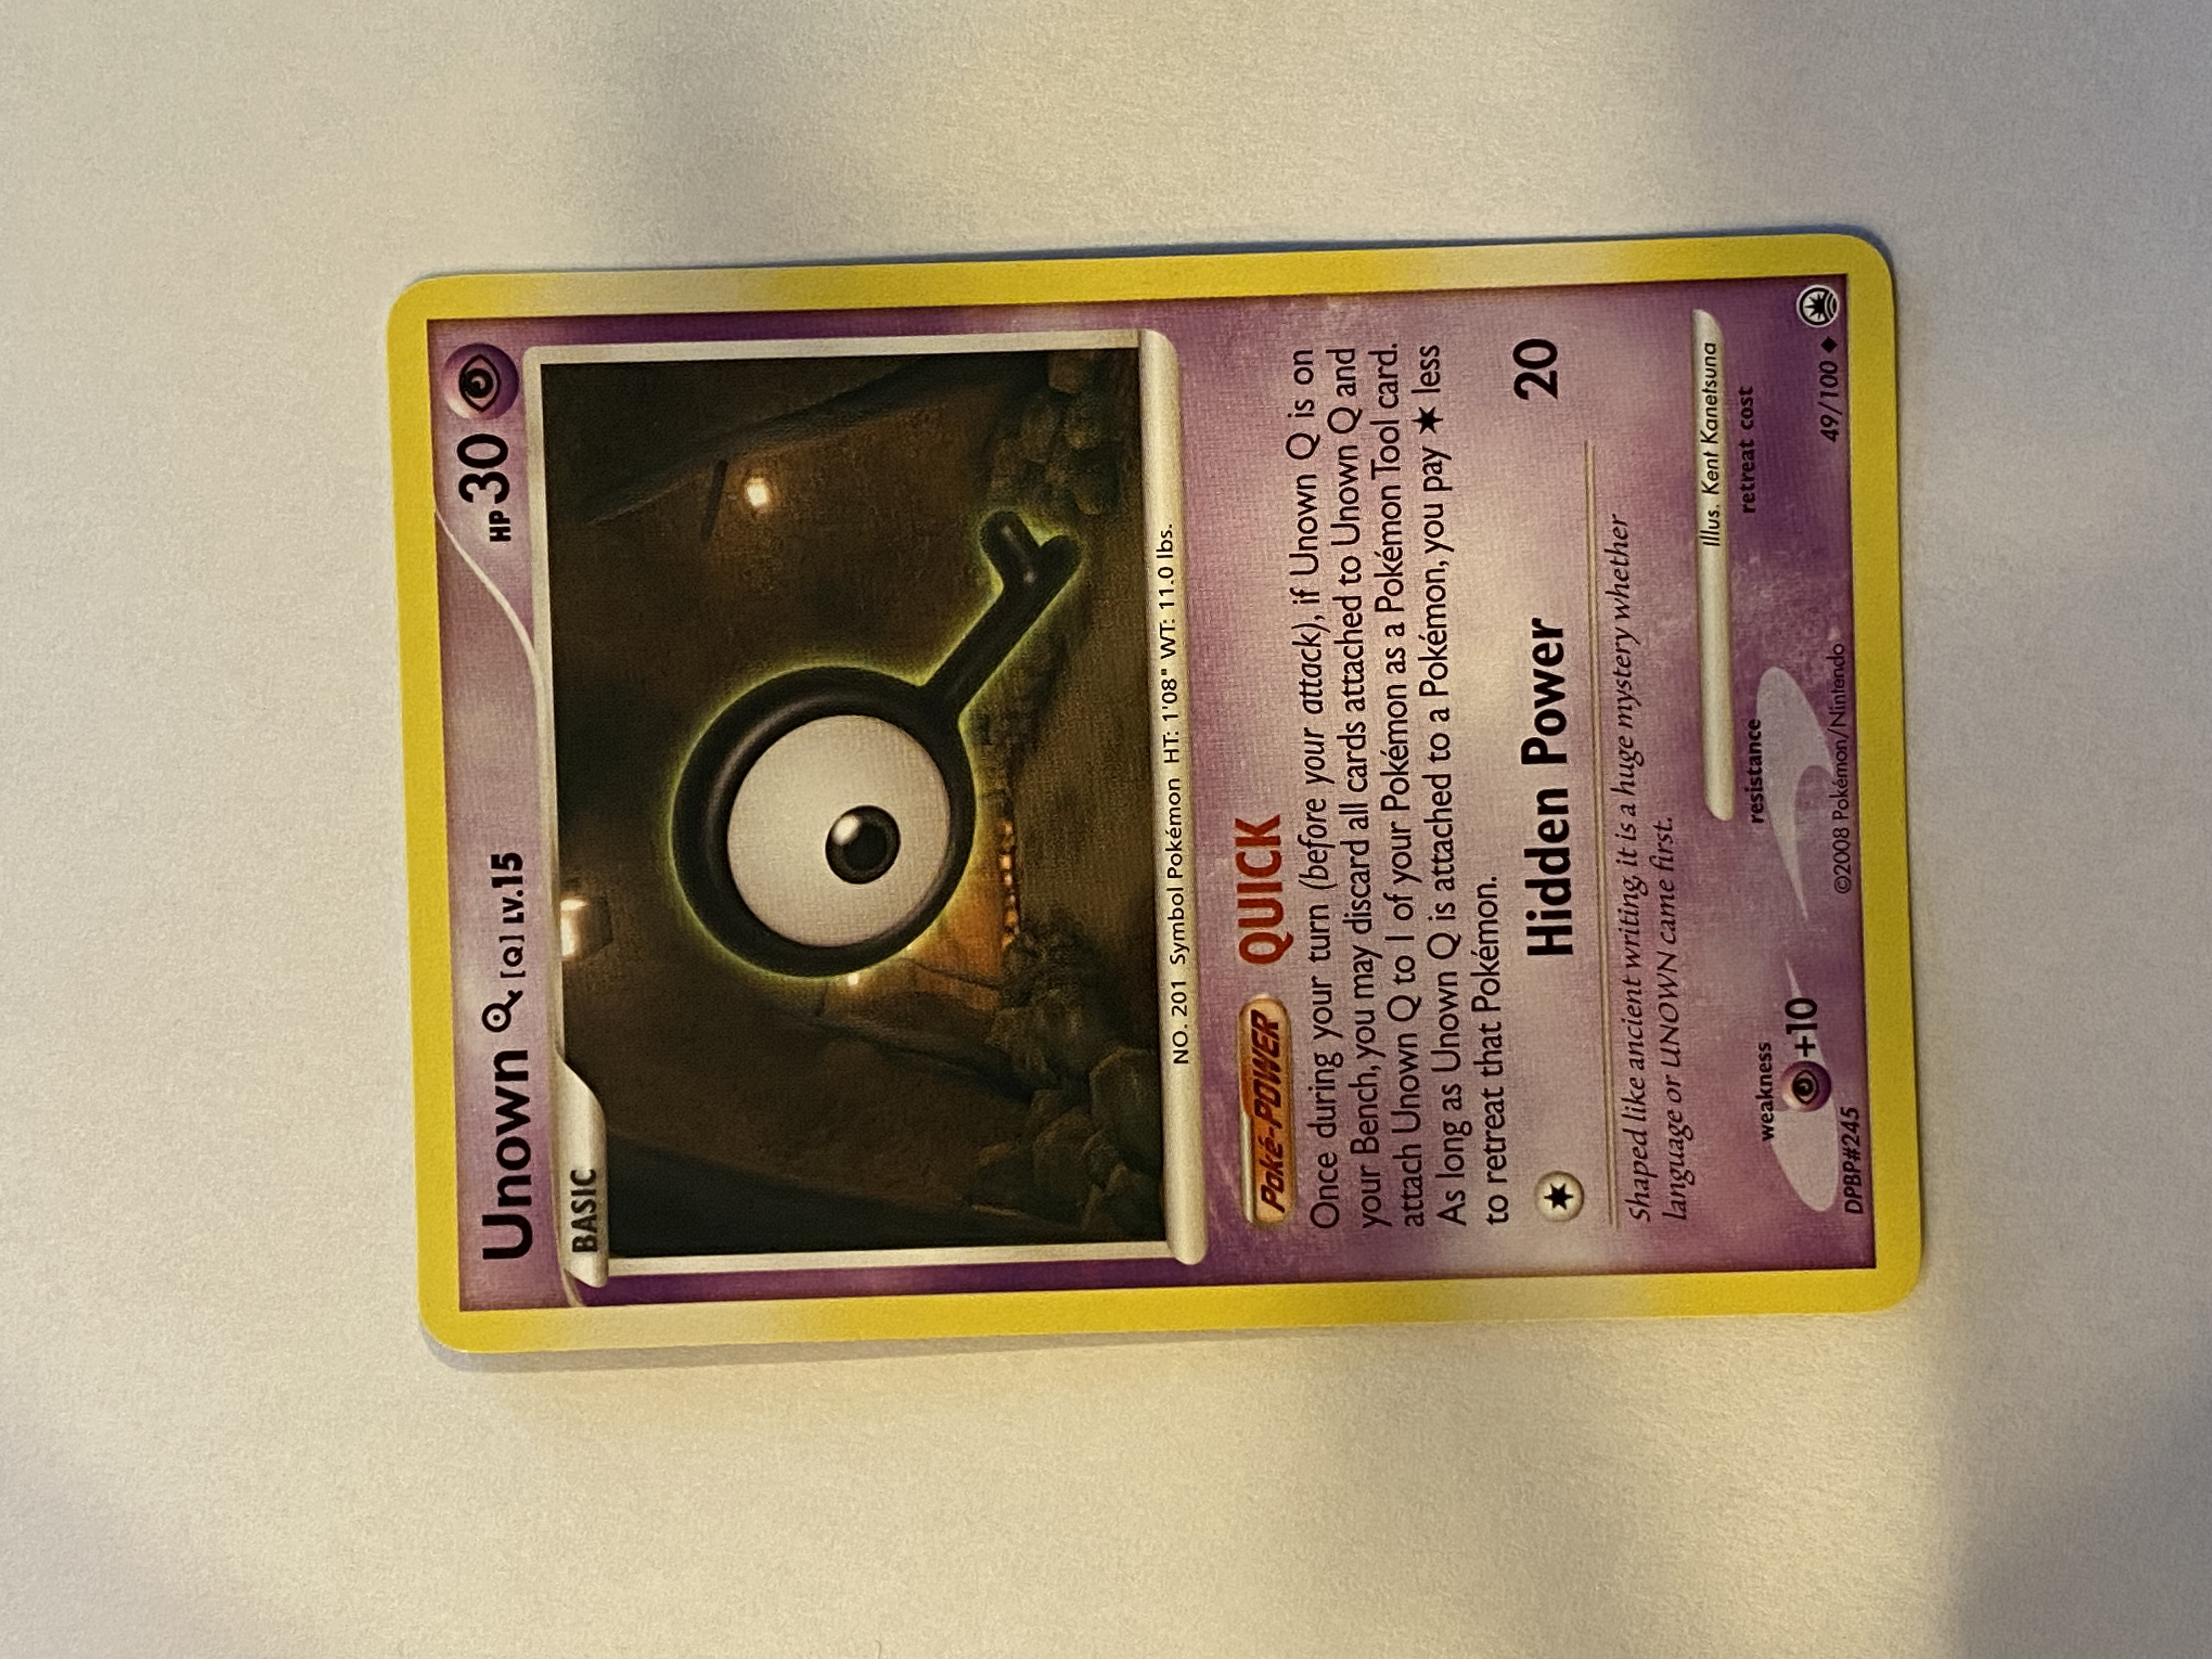 Unown Q [Q] LV.15 HP 30
BASIC
NO. 201 Symbol Pokémon HT: 1'08" WT: 11.0 lbs.
Poké-POWER QUICK
Once during your turn (before your attack), if Unown Q is on
your Bench, you may discard all cards attached to Unown Q and
attach Unown Q to 1 of your Pokémon as a Pokémon Tool card.
As long as Unown Q is attached to a Pokémon, you pay ✶ less
to retreat that Pokémon.
Hidden Power 20
Shaped like ancient writing, it is a huge mystery whether
language or UNOWN came first.
Illus. Kent Kanetsuna
weakness resistance retreat cost
+10
DPBP#245 ©2008 Pokémon/Nintendo 49/100